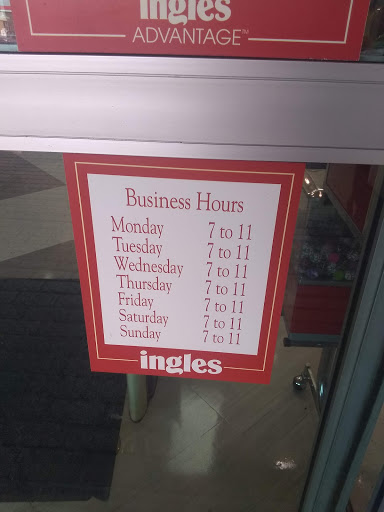 ingles
ADVANTAGE™
Business Hours
Monday 7 to 11
Tuesday 7 to 11
Wednesday 7 to 11
Thursday 7 to 11
Friday 7 to 11
Saturday 7 to 11
Sunday 7 to 11
ingles